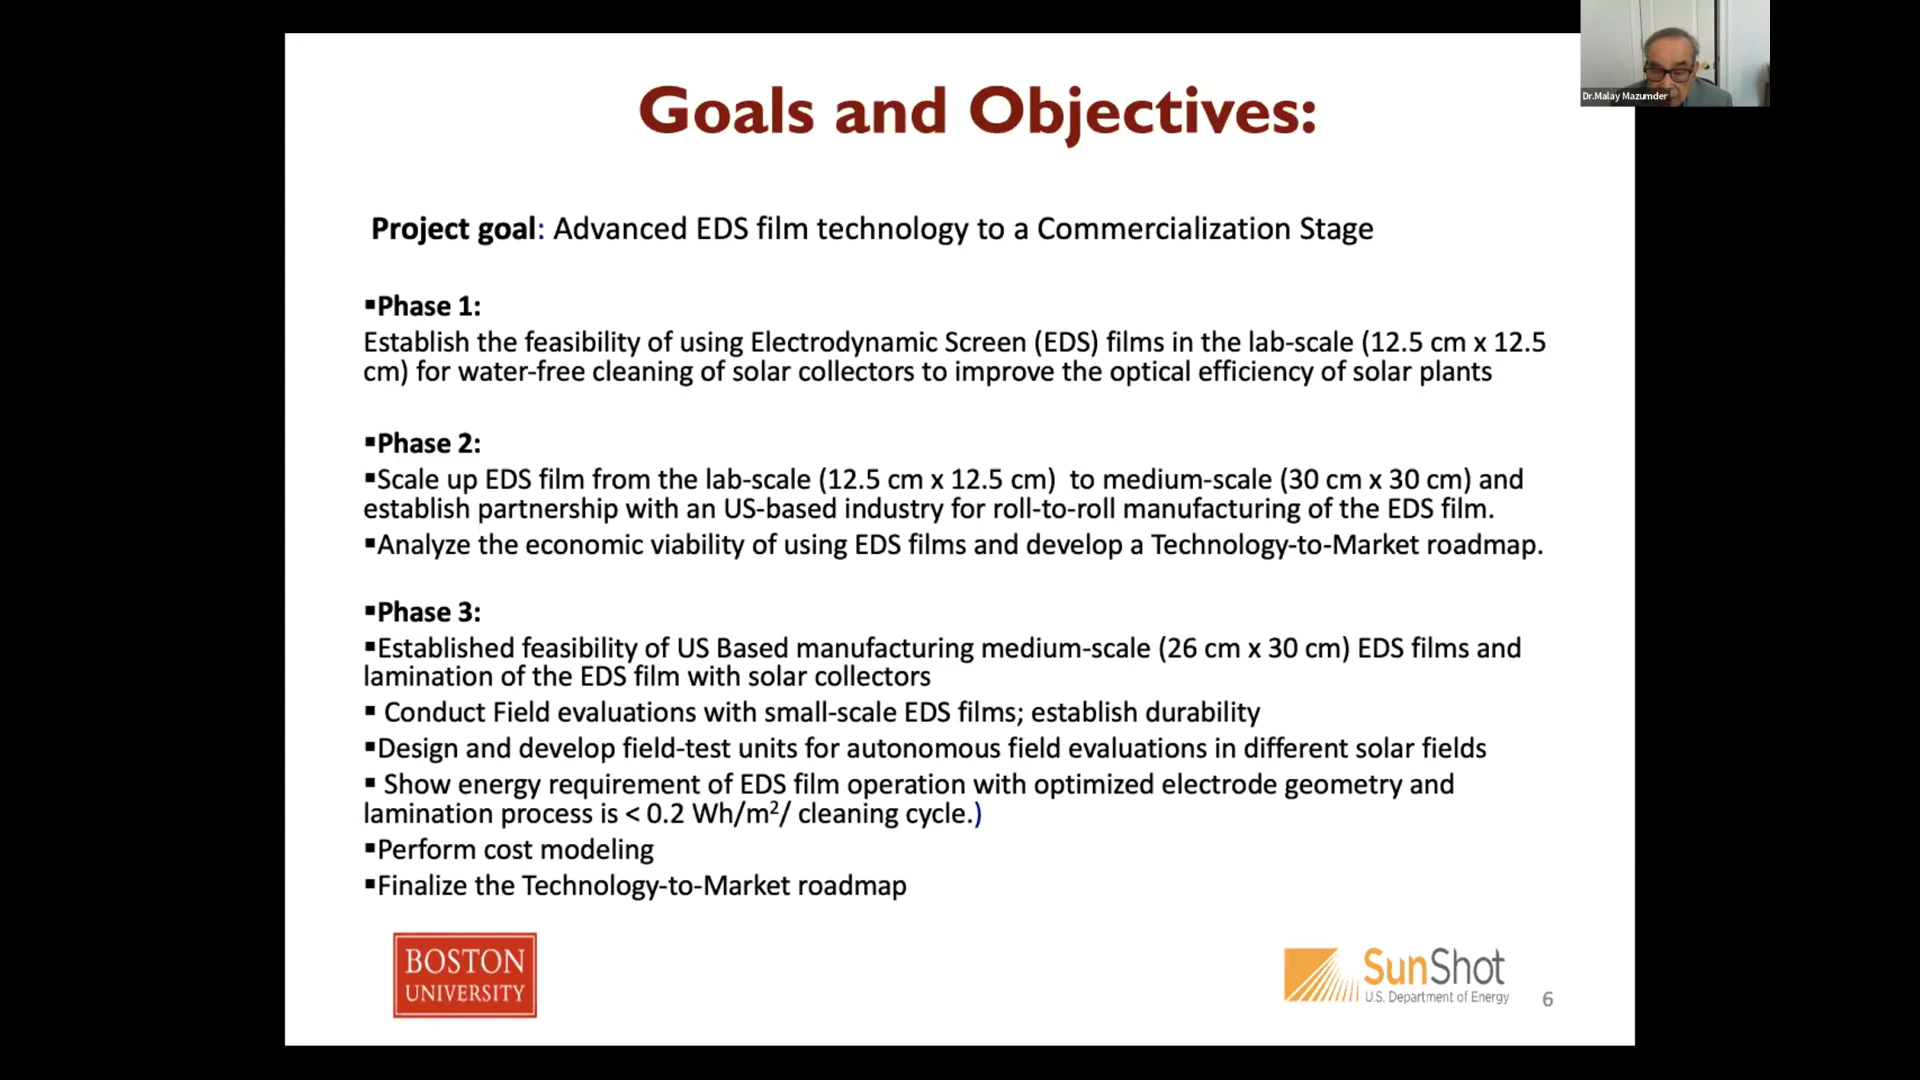 Dr.Malay Mazumder
Goals and Objectives:
Project goal: Advanced EDS film technology to a Commercialization Stage
▪Phase 1:
Establish the feasibility of using Electrodynamic Screen (EDS) films in the lab-scale (12.5 cm x 12.5
cm) for water-free cleaning of solar collectors to improve the optical efficiency of solar plants
▪Phase 2:
▪Scale up EDS film from the lab-scale (12.5 cm x 12.5 cm)  to medium-scale (30 cm x 30 cm) and
establish partnership with an US-based industry for roll-to-roll manufacturing of the EDS film.
▪Analyze the economic viability of using EDS films and develop a Technology-to-Market roadmap.
▪Phase 3:
▪Established feasibility of US Based manufacturing medium-scale (26 cm x 30 cm) EDS films and
lamination of the EDS film with solar collectors
▪ Conduct Field evaluations with small-scale EDS films; establish durability
▪Design and develop field-test units for autonomous field evaluations in different solar fields
▪ Show energy requirement of EDS film operation with optimized electrode geometry and
lamination process is < 0.2 Wh/m²/ cleaning cycle.)
▪Perform cost modeling
▪Finalize the Technology-to-Market roadmap
BOSTON
UNIVERSITY
SunShot
U.S. Department of Energy
6